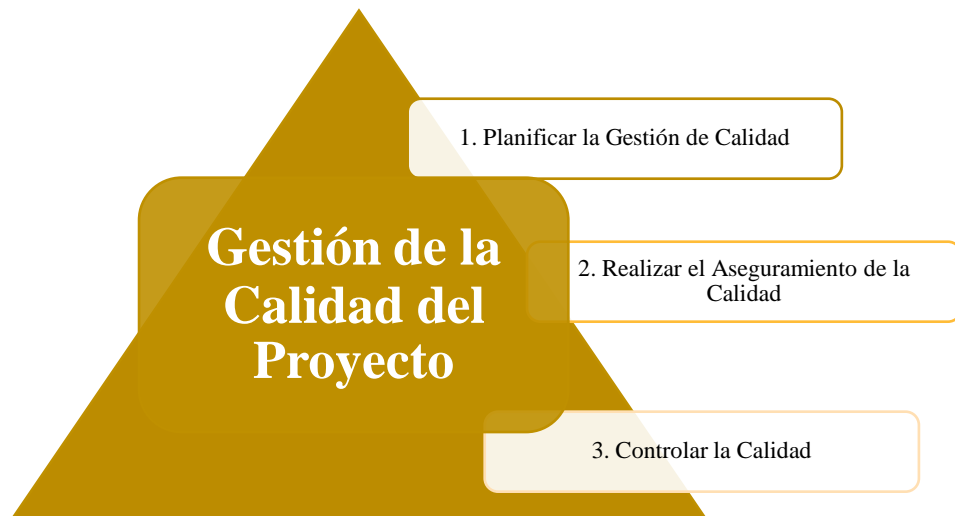 1. Planificar la Gestión de Calidad
Gestión de la
Calidad del
Proyecto
2. Realizar el Aseguramiento de la
Calidad
3. Controlar la Calidad